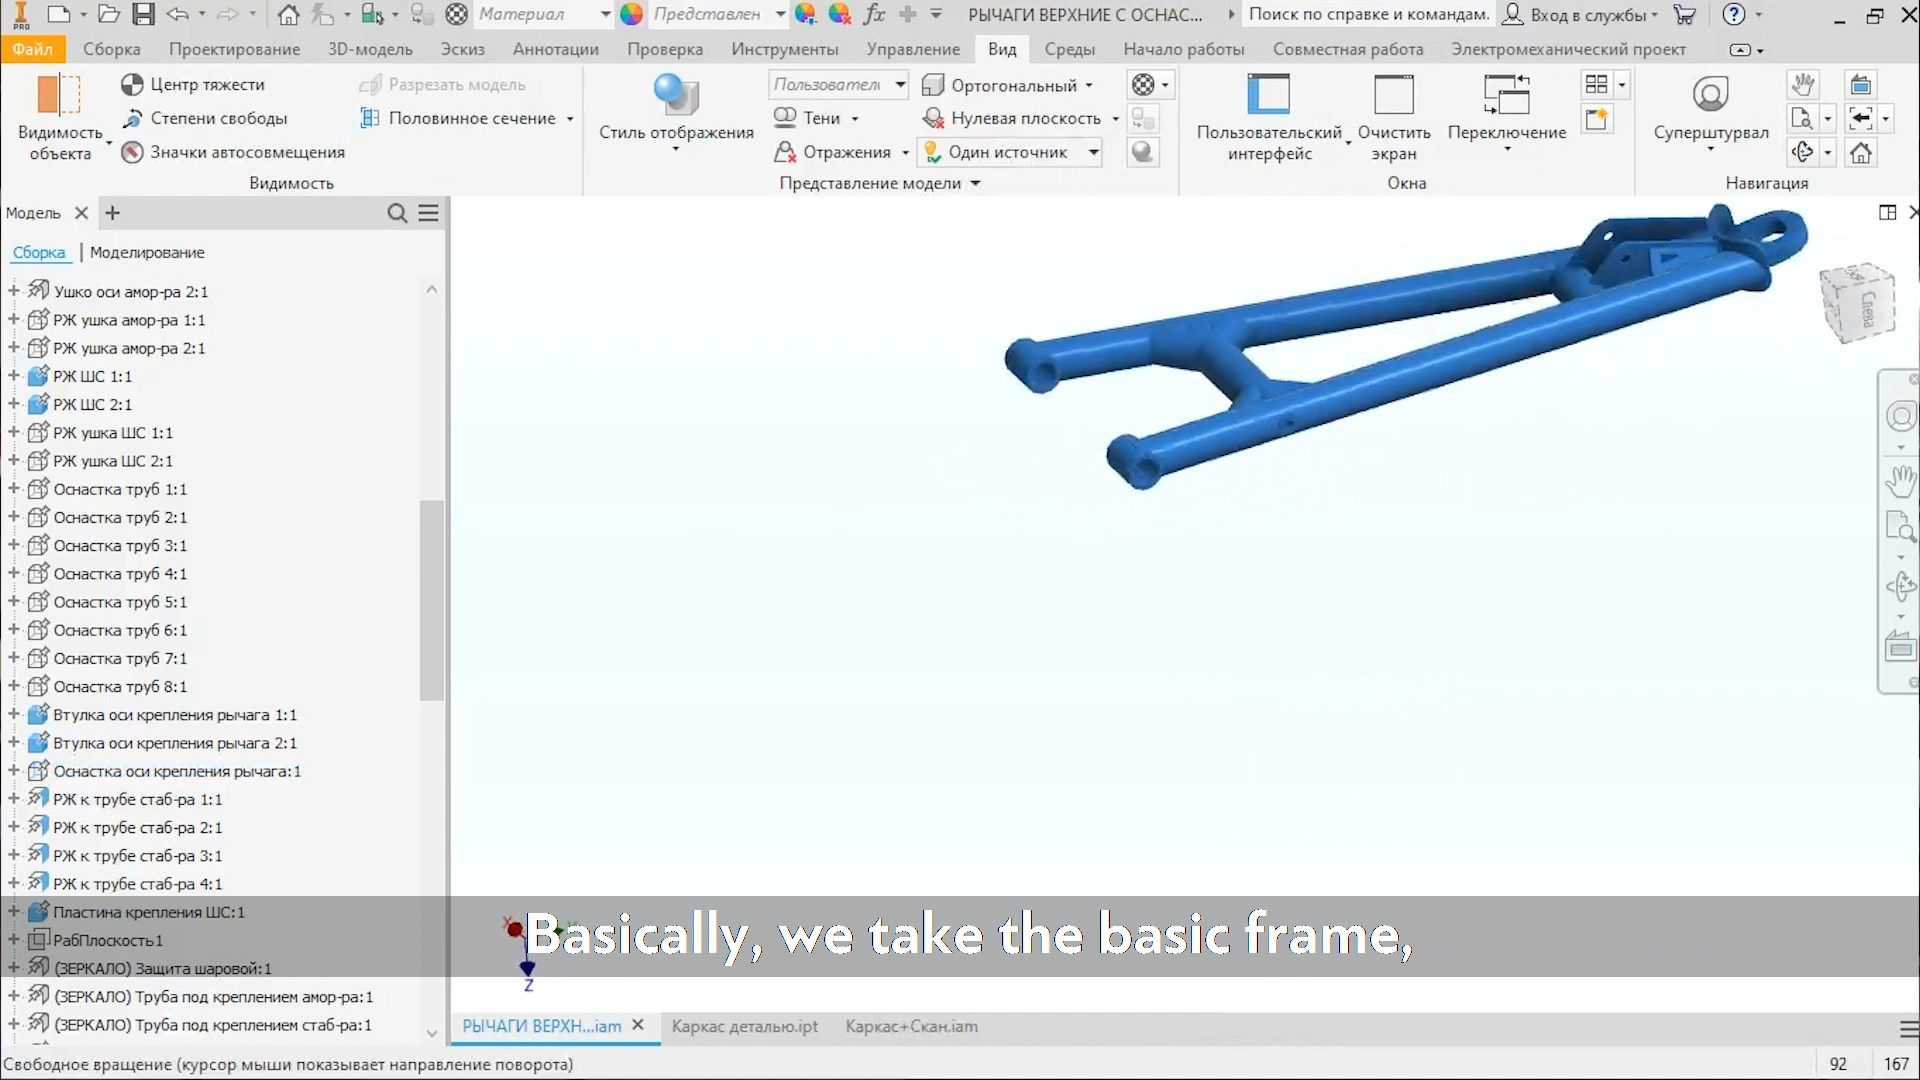 PRO
Материал
Представлен
fx
РЫЧАГИ ВЕРХНИЕ С ОСНАС...
Поиск по справке и командам.
Вход в службы
?
Файл
Сборка
Проектирование
3D-модель
Эскиз
Аннотации
Проверка
Инструменты
Управление
Вид
Среды
Начало работы
Совместная работа
Электромеханический проект
Видимость объекта
Центр тяжести
Степени свободы
Значки автосовмещения
Разрезать модель
Половинное сечение
Видимость
Стиль отображения
Пользовател
Тени
Отражения
Ортогональный
Нулевая плоскость
Один источник
Представление модели
Пользовательский интерфейс
Очистить экран
Переключение
Окна
Суперштурвал
Навигация
Модель
Сборка
Моделирование
Ушко оси амор-ра 2:1
РЖ ушка амор-ра 1:1
РЖ ушка амор-ра 2:1
РЖ ШС 1:1
РЖ ШС 2:1
РЖ ушка ШС 1:1
РЖ ушка ШС 2:1
Оснастка труб 1:1
Оснастка труб 2:1
Оснастка труб 3:1
Оснастка труб 4:1
Оснастка труб 5:1
Оснастка труб 6:1
Оснастка труб 7:1
Оснастка труб 8:1
Втулка оси крепления рычага 1:1
Втулка оси крепления рычага 2:1
Оснастка оси крепления рычага:1
РЖ к трубе стаб-ра 1:1
РЖ к трубе стаб-ра 2:1
РЖ к трубе стаб-ра 3:1
РЖ к трубе стаб-ра 4:1
Пластина крепления ШС:1
РабПлоскость1
(ЗЕРКАЛО) Защита шаровой:1
(ЗЕРКАЛО) Труба под креплением амор-ра:1
(ЗЕРКАЛО) Труба под креплением стаб-ра:1
Слева
X
Z
Basically, we take the basic frame,
РЫЧАГИ ВЕРХН...iam
Каркас деталью.ipt
Каркас+Скан.iam
Свободное вращение (курсор мыши показывает направление поворота)
92
167